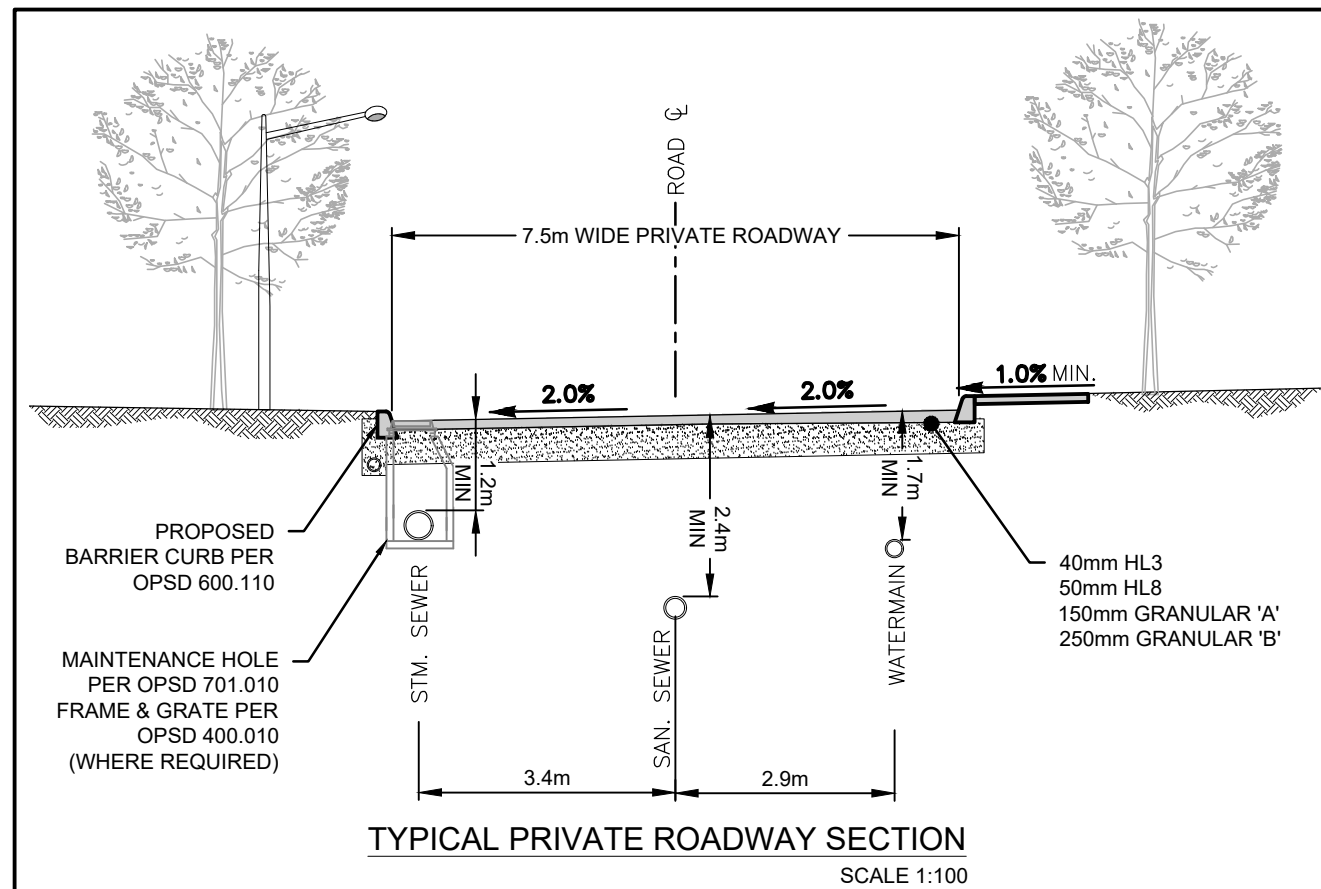 ROAD ℄
7.5m WIDE PRIVATE ROADWAY
2.0%
2.0%
1.0% MIN.
1.2m
MIN
2.4m
MIN
1.7m
MIN
PROPOSED
BARRIER CURB PER
OPSD 600.110
MAINTENANCE HOLE
PER OPSD 701.010
FRAME & GRATE PER
OPSD 400.010
(WHERE REQUIRED)
STM. SEWER
SAN. SEWER
WATERMAIN
40mm HL3
50mm HL8
150mm GRANULAR 'A'
250mm GRANULAR 'B'
3.4m
2.9m
TYPICAL PRIVATE ROADWAY SECTION
SCALE 1:100